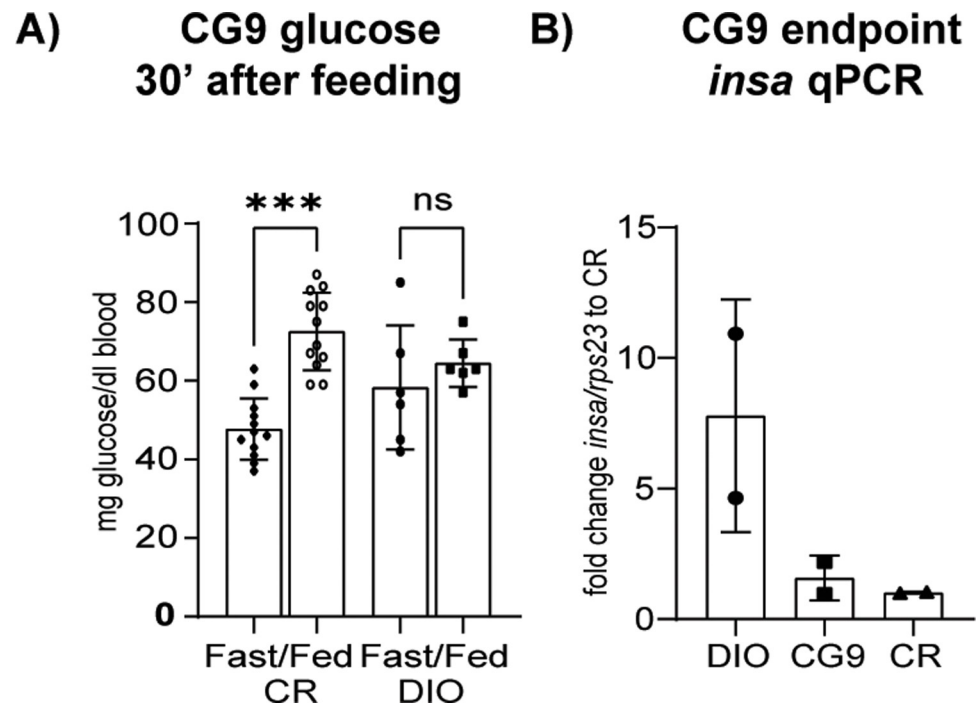 A)
CG9 glucose
30’ after feeding
***
ns
100
80
60
40
20
0
mg glucose/dl blood
Fast/Fed Fast/Fed
CR DIO
B)
CG9 endpoint
insa qPCR
15
10
5
0
fold change insa/rps23 to CR
DIO CG9 CR